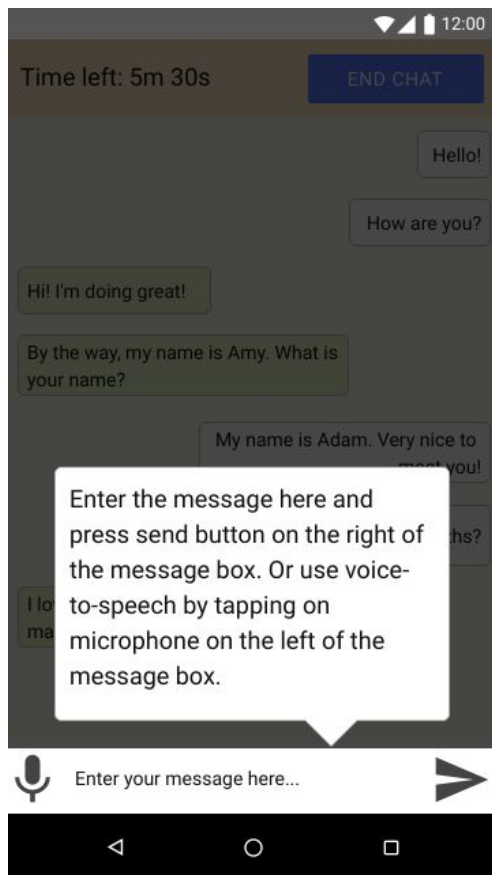 12:00
Time left: 5m 30s
END CHAT
Hello!
How are you?
Hi! I'm doing great!
By the way, my name is Amy. What is
your name?
My name is Adam. Very nice to
meet you!
Enter the message here and
press send button on the right of
the message box. Or use voice-
to-speech by tapping on
microphone on the left of the
message box.
I lo
ma
Enter your message here...